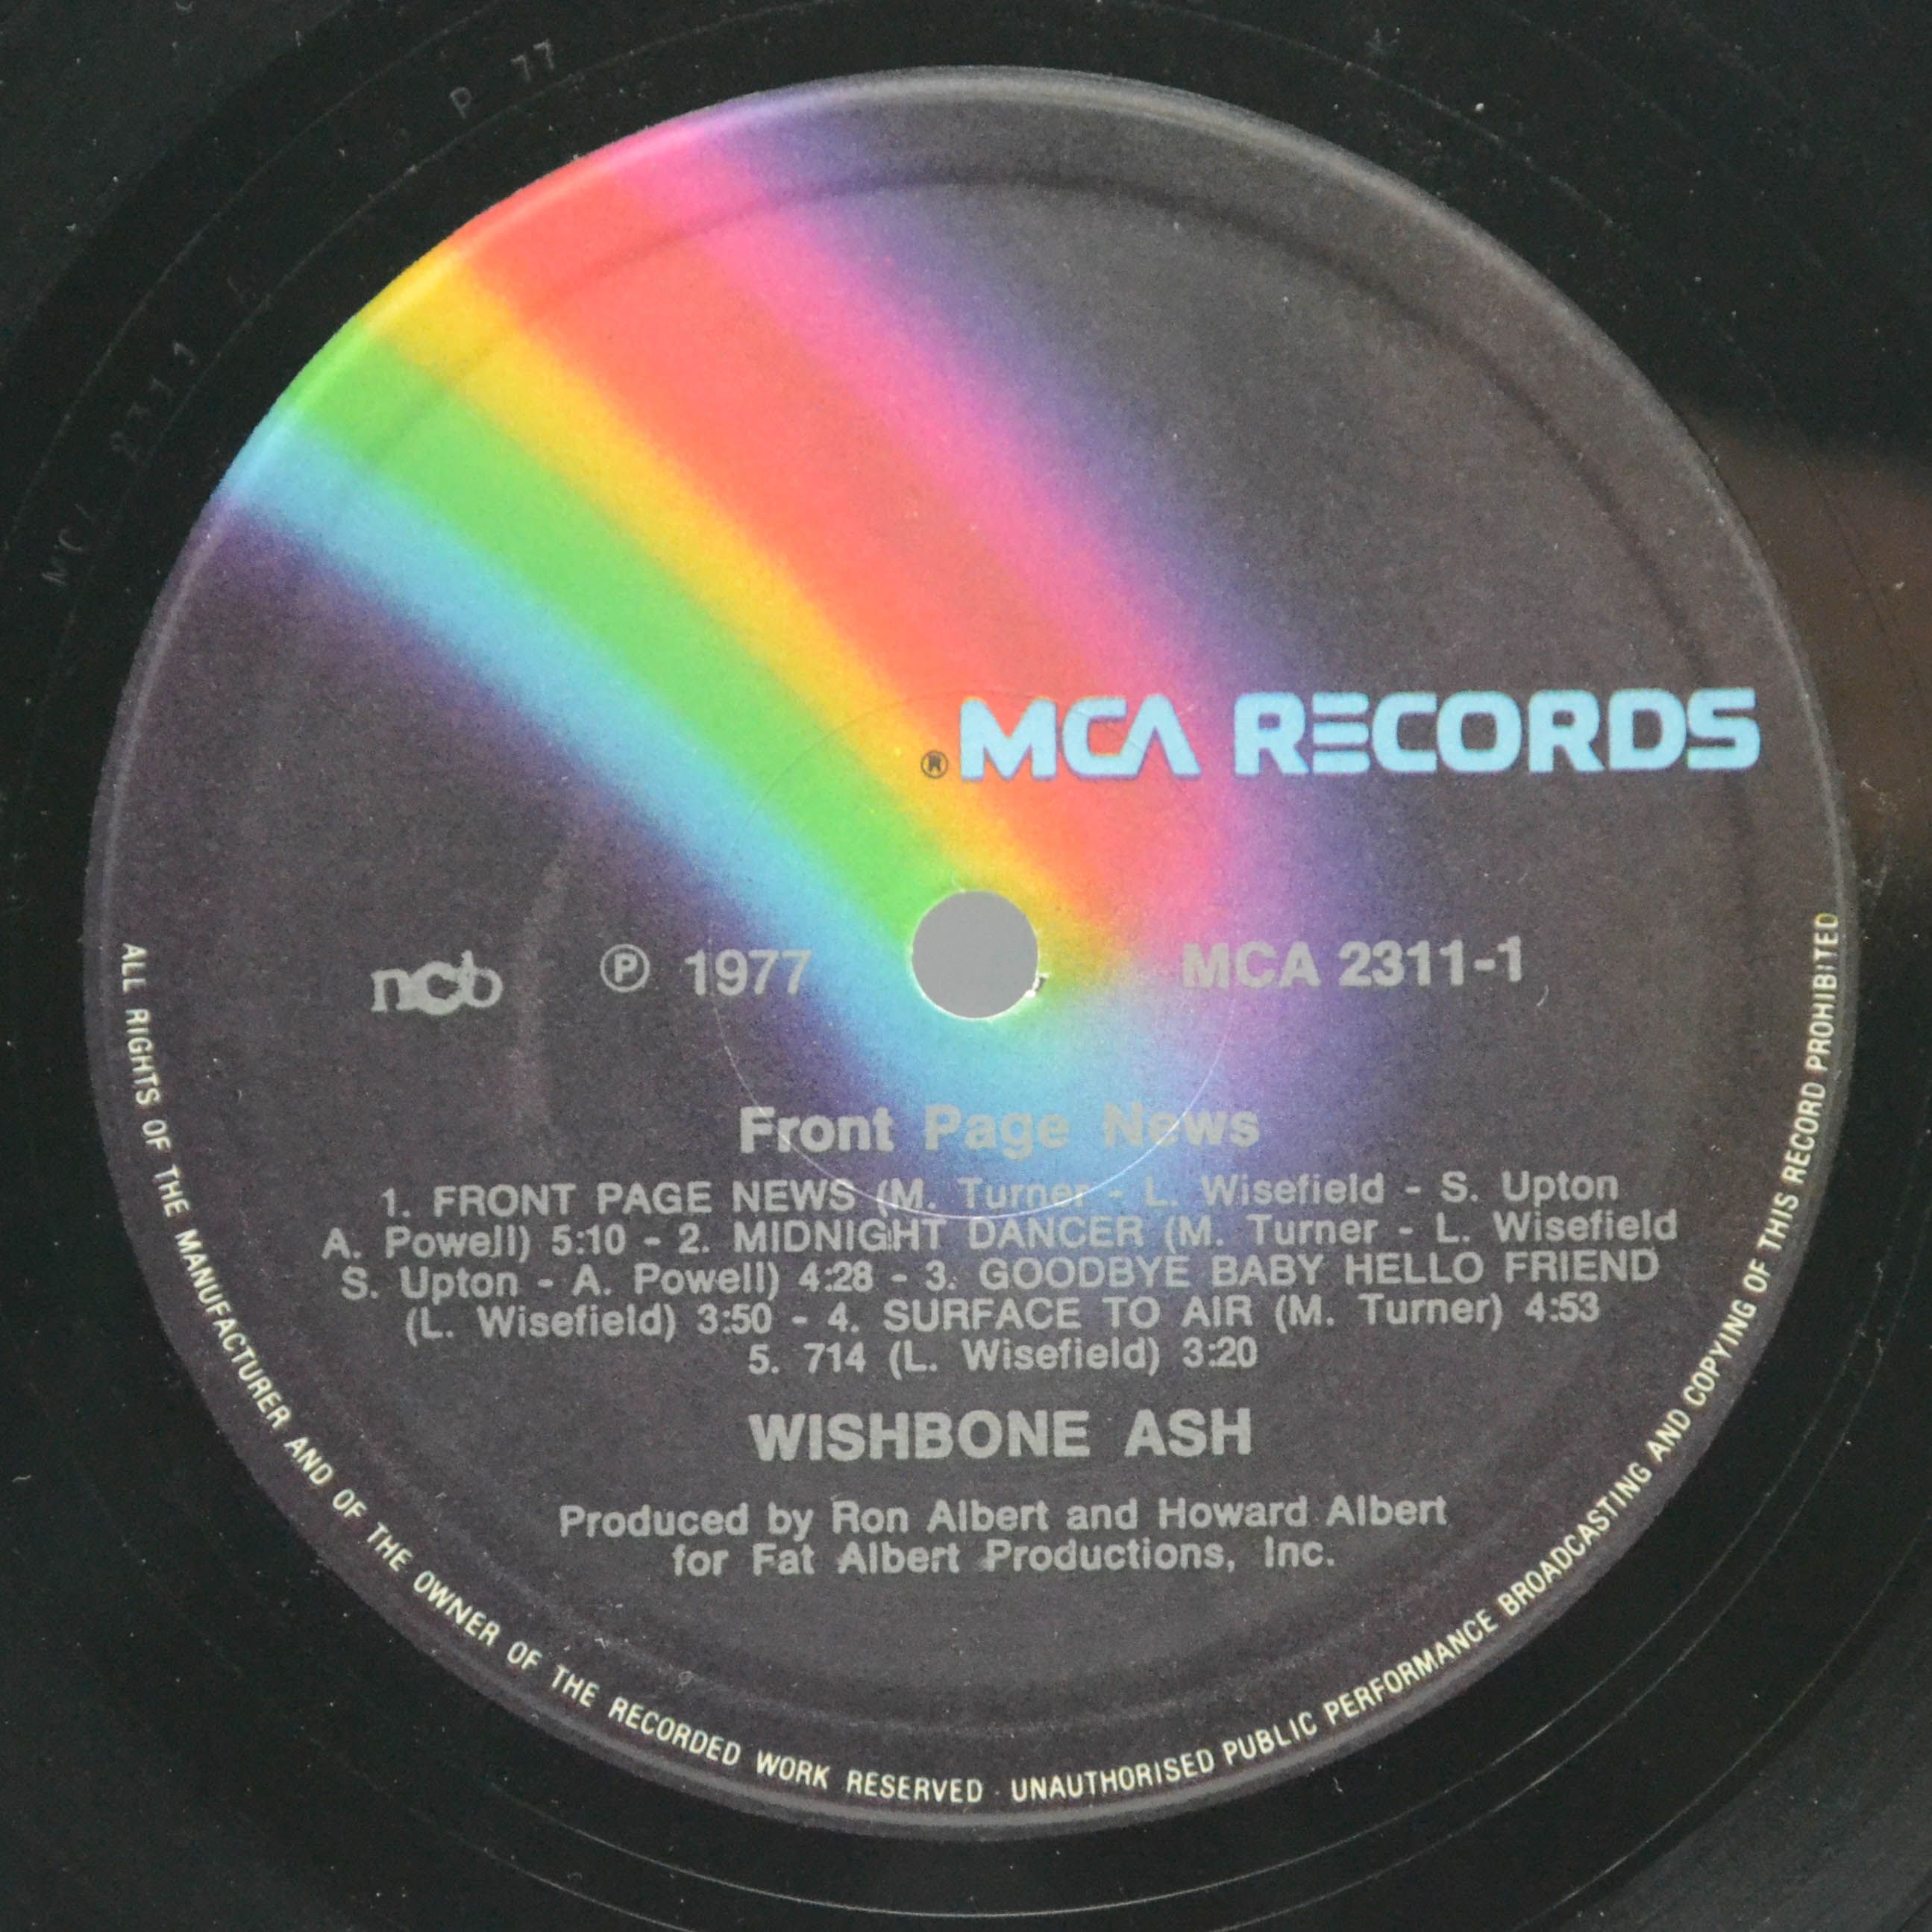 P 77
2311
® MCA RECORDS
ncb ℗ 1977 MCA 2311-1
Front Page News
1. FRONT PAGE NEWS (M. Turner - L. Wisefield - S. Upton
A. Powell) 5:10 - 2. MIDNIGHT DANCER (M. Turner - L. Wisefield
S. Upton - A. Powell) 4:28 - 3. GOODBYE BABY HELLO FRIEND
(L. Wisefield) 3:50 - 4. SURFACE TO AIR (M. Turner) 4:53
5. 714 (L. Wisefield) 3:20
WISHBONE ASH
Produced by Ron Albert and Howard Albert
for Fat Albert Productions, Inc.
ALL RIGHTS OF THE MANUFACTURER AND OF THE OWNER OF THE RECORDED WORK RESERVED · UNAUTHORISED PUBLIC PERFORMANCE BROADCASTING AND COPYING OF THIS RECORD PROHIBITED